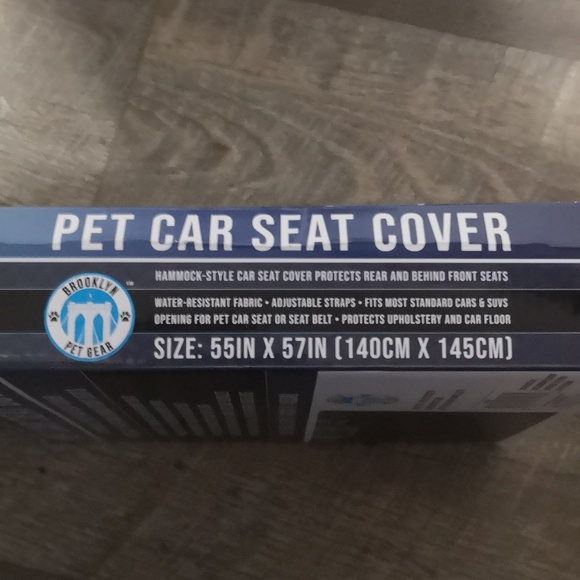 PET CAR SEAT COVER
HAMMOCK-STYLE CAR SEAT COVER PROTECTS REAR AND BEHIND FRONT SEATS
BROOKLYN
PET GEAR
WATER-RESISTANT FABRIC • ADJUSTABLE STRAPS • FITS MOST STANDARD CARS & SUVS
OPENING FOR PET CAR SEAT OR SEAT BELT • PROTECTS UPHOLSTERY AND CAR FLOOR
SIZE: 55IN X 57IN (140CM X 145CM)